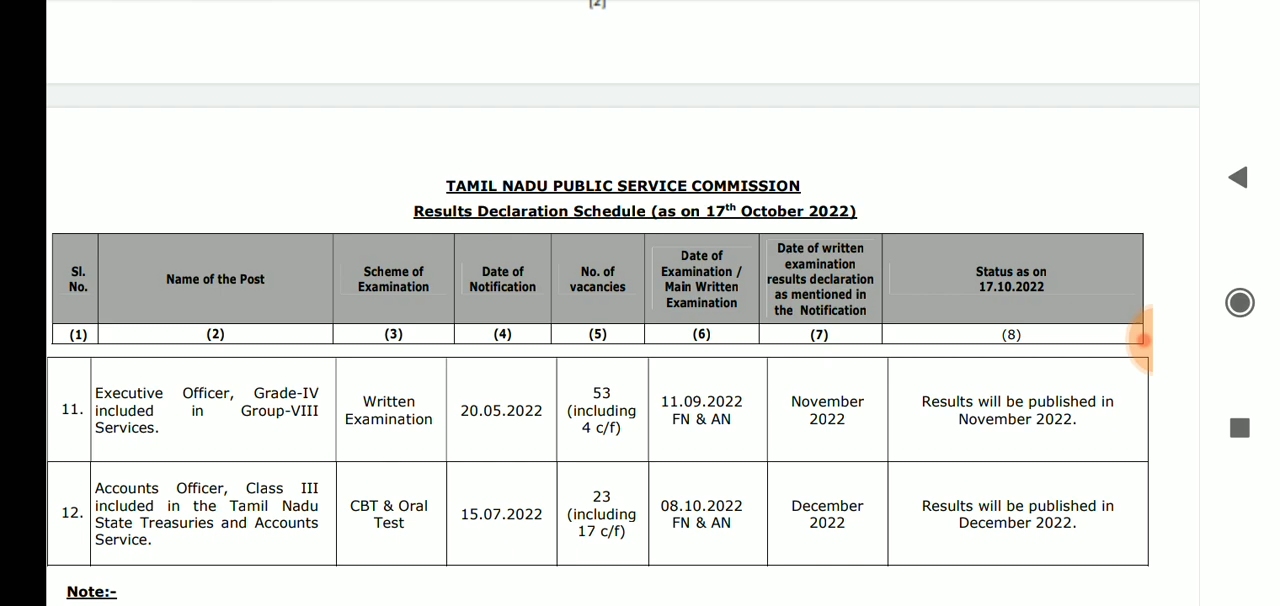 [2]
TAMIL NADU PUBLIC SERVICE COMMISSION
Results Declaration Schedule (as on 17th October 2022)
Sl. No.
Name of the Post
Scheme of Examination
Date of Notification
No. of vacancies
Date of Examination / Main Written Examination
Date of written examination results declaration as mentioned in the Notification
Status as on 17.10.2022
(1)
(2)
(3)
(4)
(5)
(6)
(7)
(8)
11.
Executive Officer, Grade-IV
included in Group-VIII
Services.
Written
Examination
20.05.2022
53
(including
4 c/f)
11.09.2022
FN & AN
November
2022
Results will be published in
November 2022.
12.
Accounts Officer, Class III
included in the Tamil Nadu
State Treasuries and Accounts
Service.
CBT & Oral
Test
15.07.2022
23
(including
17 c/f)
08.10.2022
FN & AN
December
2022
Results will be published in
December 2022.
Note:-